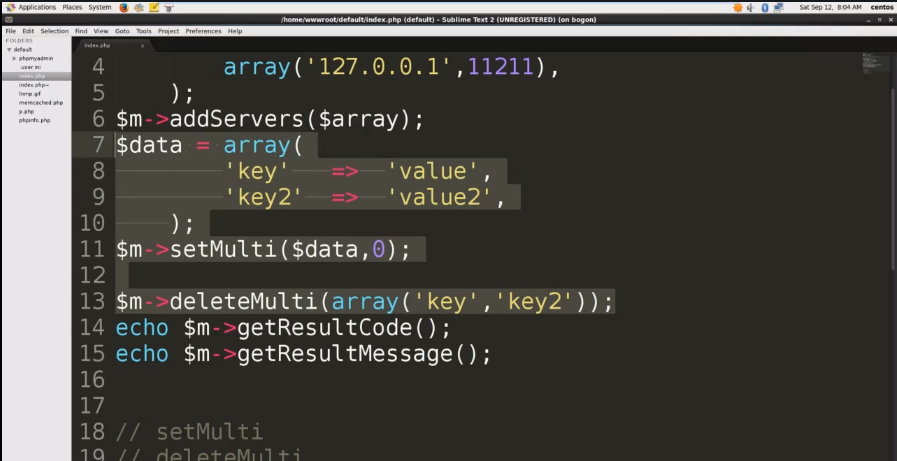 Applications Places System
Sat Sep 12, 8:04 AM centos
/home/wwwroot/default/index.php (default) - Sublime Text 2 (UNREGISTERED) (on bogon)
File Edit Selection Find View Goto Tools Project Preferences Help
FOLDERS
default
phpmyadmin
.user.ini
index.php
index.php~
lnmp.gif
memcached.php
p.php
phpinfo.php
index.php ×
4 array('127.0.0.1',11211),
5 );
6 $m->addServers($array);
7 $data = array(
8 'key' => 'value',
9 'key2' => 'value2',
10 );
11 $m->setMulti($data,0);
12
13 $m->deleteMulti(array('key','key2'));
14 echo $m->getResultCode();
15 echo $m->getResultMessage();
16
17
18 // setMulti
19 // deleteMulti